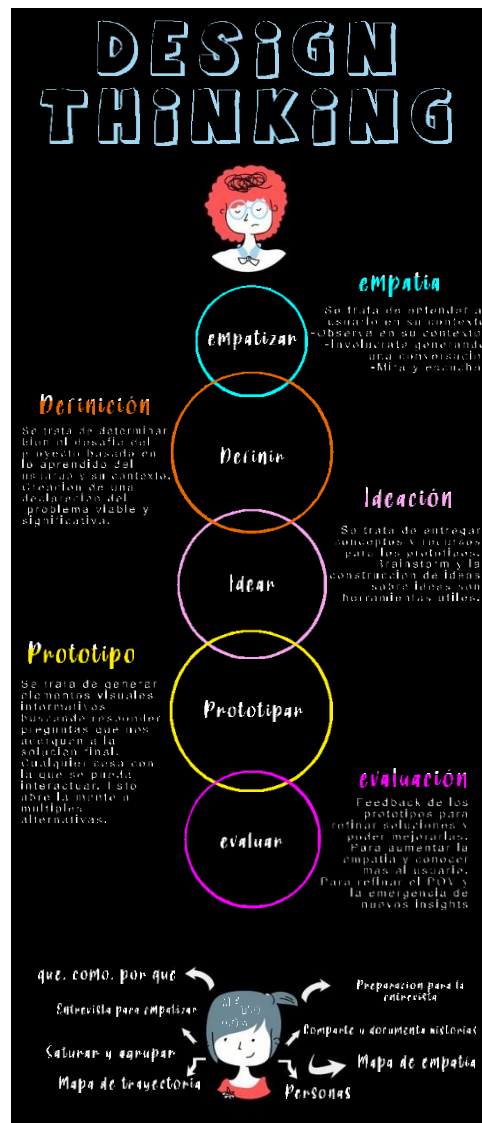 DESiGN
THiNKiNG
empatía
Se trata de entender a
usuario en su contexto
-Observa en su contexto
-Involúcrate generando
una conversació
-Mira y escucha
empatizar
Definición
Se trata de determinar
bien el desafío del
proyecto basado en
lo aprendido del
usuario y su contexto.
Creación de una
declaración del
problema viable y
significativa.
Definir
Ideación
Se trata de entregar
conceptos y recursos
para los prototipos.
Brainstorm y la
construcción de ideas
sobre ideas son
herramientas útiles.
Idear
Prototipo
Se trata de generar
elementos visuales
informativos
buscando responder
preguntas que nos
acerquen a la
solución final.
Cualquier cosa con
la que se pueda
interactuar. Esto
abre la mente a
múltiples
alternativas.
Prototipar
evaluación
Feedback de los
prototipos para
refinar soluciones y
poder mejorarlas.
Para aumentar la
empatía y conocer
más al usuario.
Para refinar el POV y
la emergencia de
nuevos insights
evaluar
que, como, por que
Entrevista para empatizar
Saturar y agrupar
Mapa de trayectoria
Preparación para la
entrevista
Comparte y documenta historias
Mapa de empatía
Personas